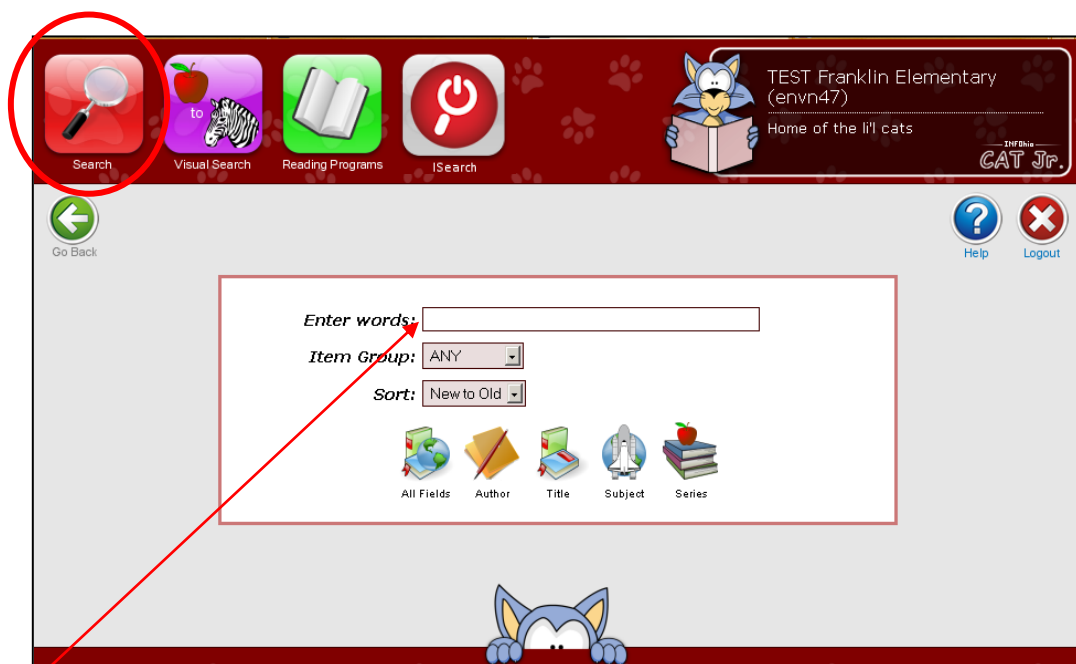 TEST Franklin Elementary
(envn47)
Home of the li'l cats
INFOhio
CAT Jr.
to
Search
Visual Search
Reading Programs
ISearch
Go Back
?
Help
Logout
Enter words:
Item Group: ANY
Sort: New to Old
All Fields
Author
Title
Subject
Series